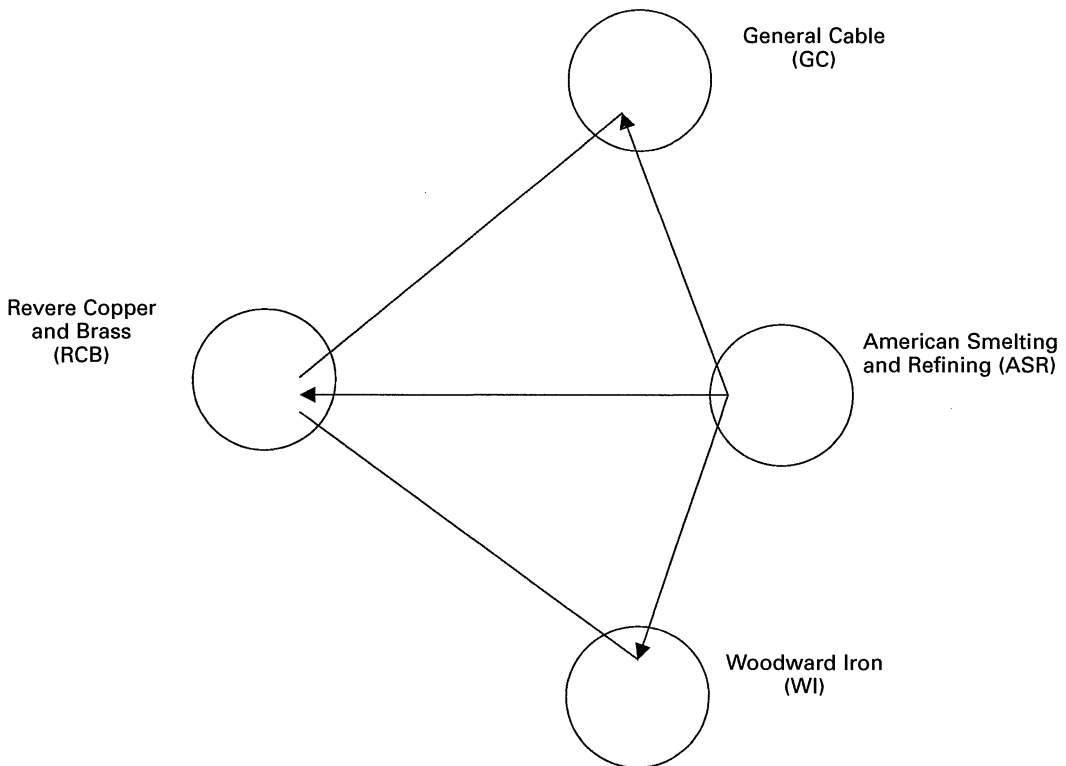 General Cable
(GC)
Revere Copper
and Brass
(RCB)
American Smelting
and Refining (ASR)
Woodward Iron
(WI)